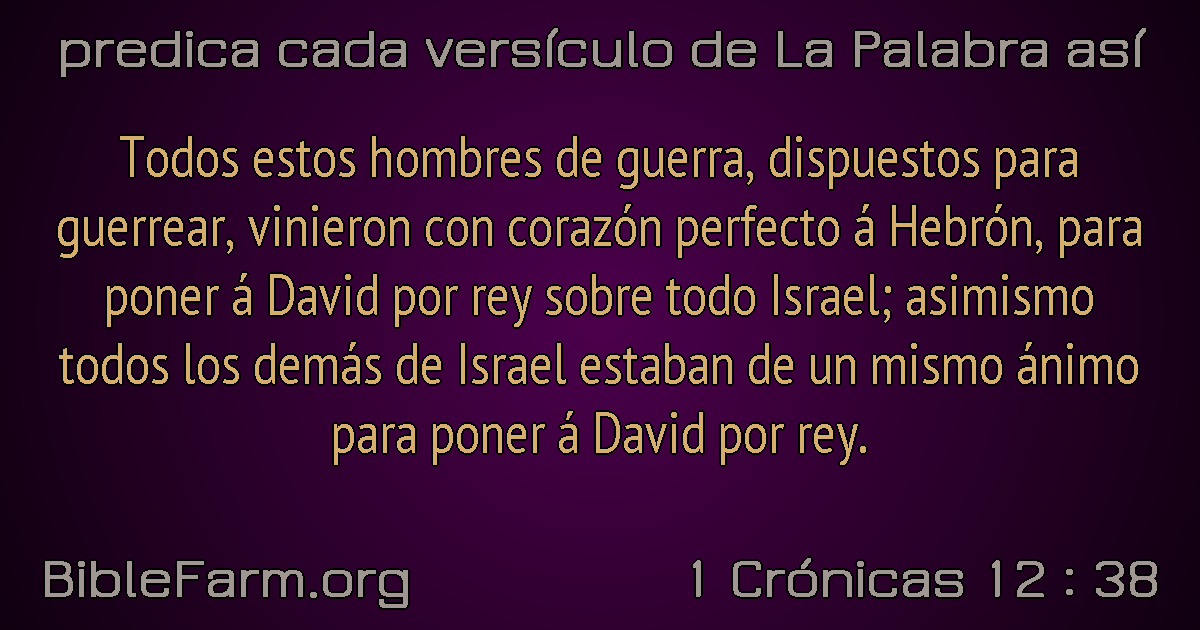 predica cada versículo de La Palabra así
Todos estos hombres de guerra, dispuestos para
guerrear, vinieron con corazón perfecto á Hebrón, para
poner á David por rey sobre todo Israel; asimismo
todos los demás de Israel estaban de un mismo ánimo
para poner á David por rey.
BibleFarm.org
1 Crónicas 12 : 38